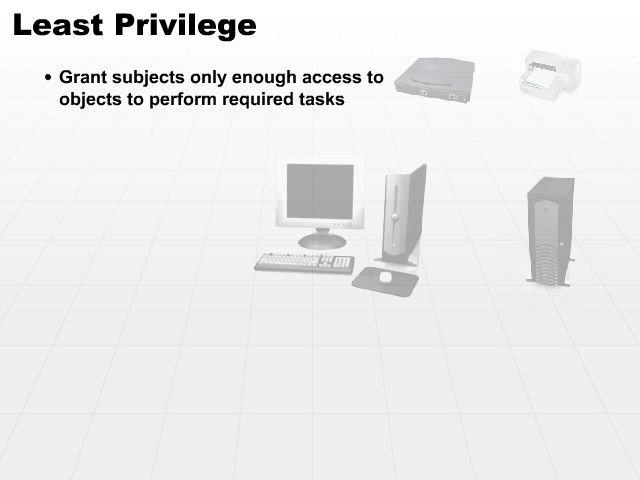 Least Privilege
• Grant subjects only enough access to
objects to perform required tasks